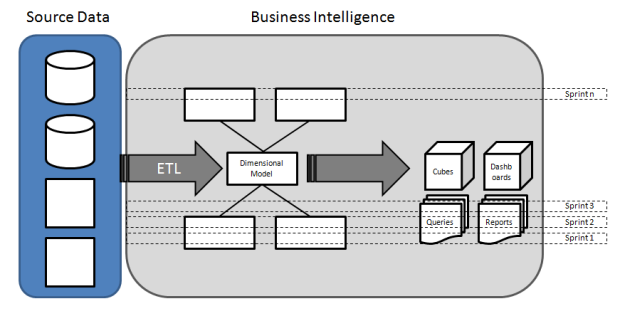 Source Data
Business Intelligence
Sprint n
ETL
Dimensional
Model
Cubes
Dashb
oards
Sprint 3
Queries
Reports
Sprint 2
Sprint 1